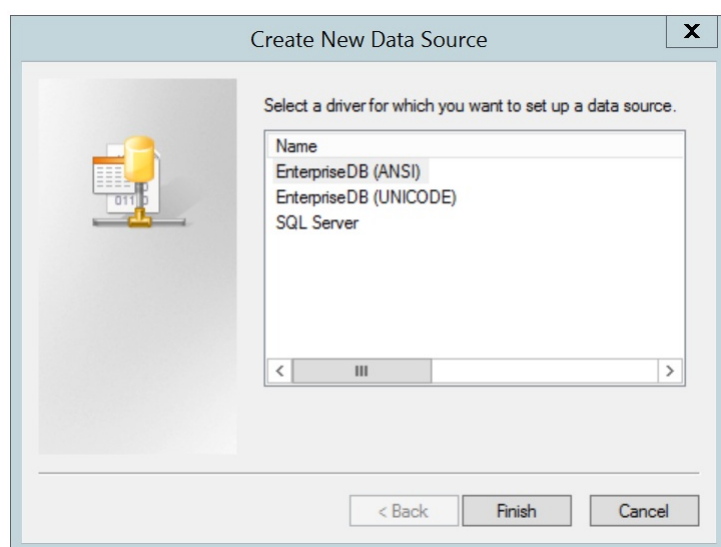 Create New Data Source
X
Select a driver for which you want to set up a data source.
Name
EnterpriseDB (ANSI)
EnterpriseDB (UNICODE)
SQL Server
< Back
Finish
Cancel